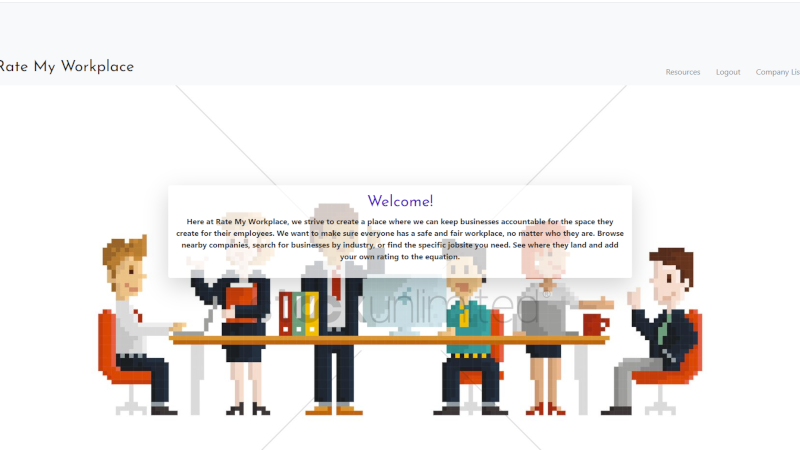 Rate My Workplace
Resources Logout Company Lis
Welcome!
Here at Rate My Workplace, we strive to create a place where we can keep businesses accountable for the space they
create for their employees. We want to make sure everyone has a safe and fair workplace, no matter who they are. Browse
nearby companies, search for businesses by industry, or find the specific jobsite you need. See where they land and add
your own rating to the equation.
unlimited